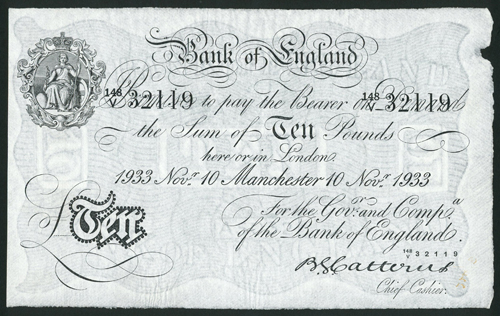 Bank of England
148/V 32119 148/V 32119
Promise to pay the Bearer on Demand
the Sum of Ten Pounds
here or in London.
1933 Novr. 10 Manchester 10 Novr. 1933
For the Govr. and Compa.
of the Bank of England.
£Ten
148/V 32119
B G Catterns
Chief Cashier.